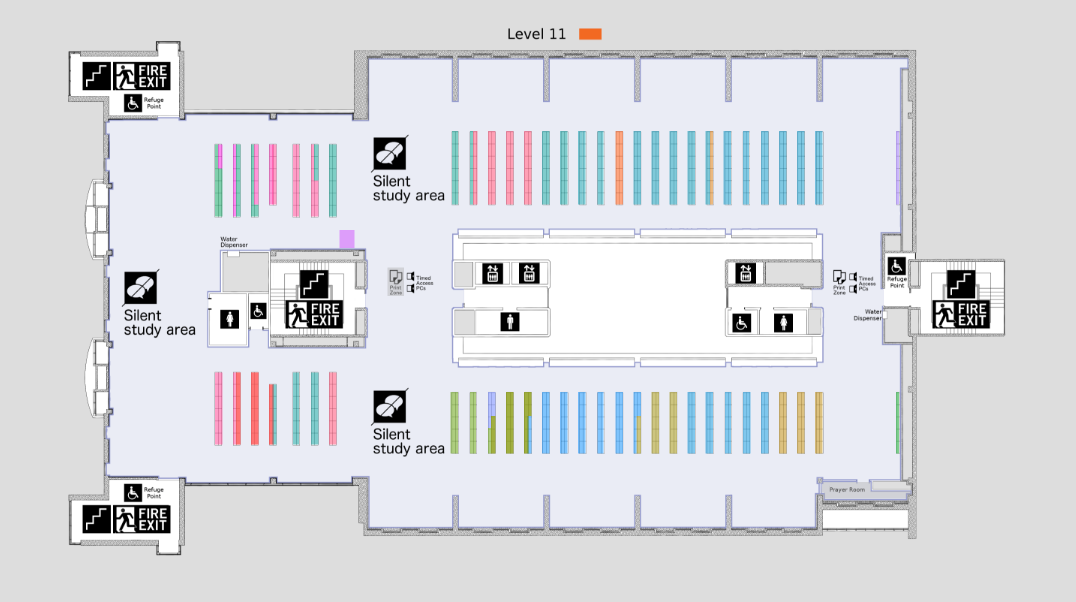 Level 11
FIRE
EXIT
Refuge
Point
Silent
study area
Water
Dispenser
Silent
study area
FIRE
EXIT
Print
Zone
Timed
Access
PCs
Print
Zone
Timed
Access
PCs
Refuge
Point
Water
Dispenser
FIRE
EXIT
Silent
study area
Refuge
Point
FIRE
EXIT
Prayer Room